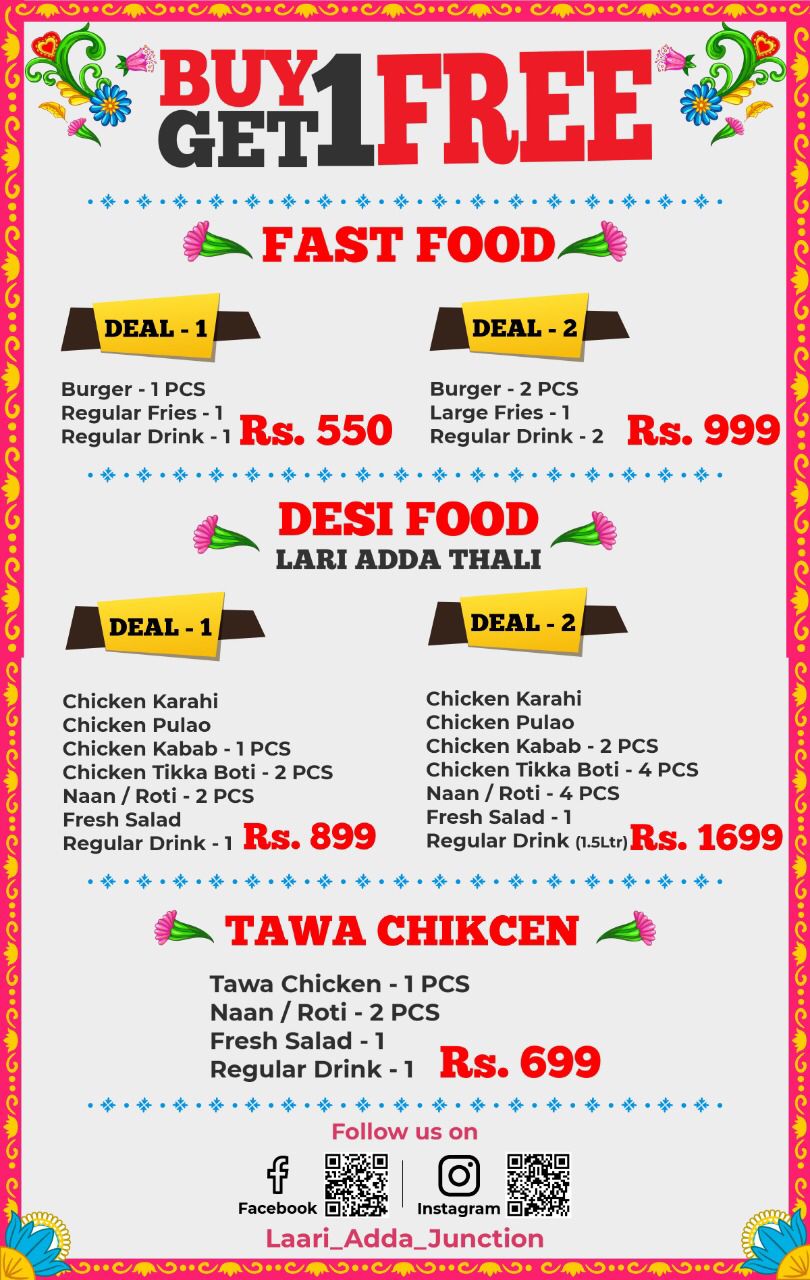 BUY 1 FREE
GET
FAST FOOD
DEAL - 1
Burger - 1 PCS
Regular Fries - 1
Regular Drink - 1
Rs. 550
DEAL - 2
Burger - 2 PCS
Large Fries - 1
Regular Drink - 2
Rs. 999
DESI FOOD
LARI ADDA THALI
DEAL - 1
Chicken Karahi
Chicken Pulao
Chicken Kabab - 1 PCS
Chicken Tikka Boti - 2 PCS
Naan / Roti - 2 PCS
Fresh Salad
Regular Drink - 1
Rs. 899
DEAL - 2
Chicken Karahi
Chicken Pulao
Chicken Kabab - 2 PCS
Chicken Tikka Boti - 4 PCS
Naan / Roti - 4 PCS
Fresh Salad - 1
Regular Drink (1.5Ltr)
Rs. 1699
TAWA CHIKCEN
Tawa Chicken - 1 PCS
Naan / Roti - 2 PCS
Fresh Salad - 1
Regular Drink - 1
Rs. 699
Follow us on
Facebook
Instagram
Laari_Adda_Junction